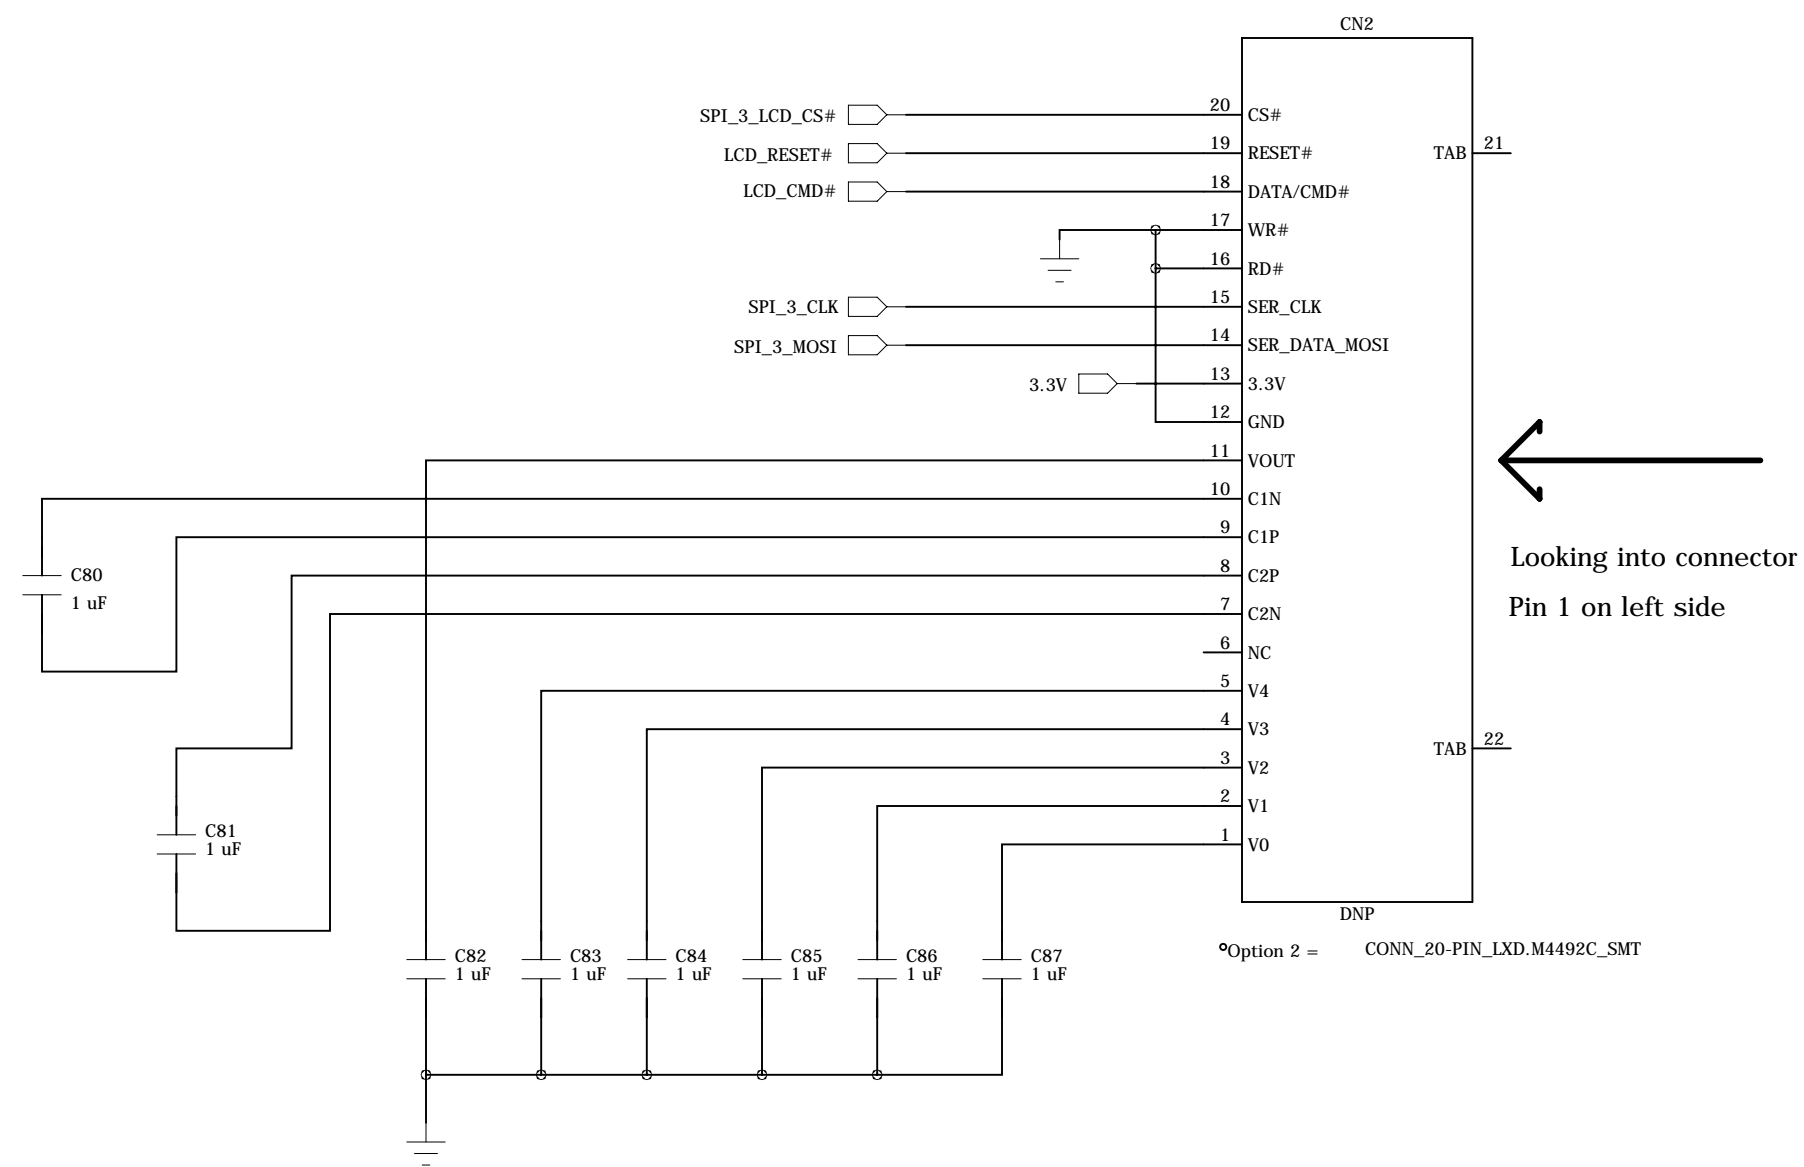 CN2
SPI_3_LCD_CS# 20 CS#
LCD_RESET# 19 RESET# TAB 21
LCD_CMD# 18 DATA/CMD#
17 WR#
16 RD#
SPI_3_CLK 15 SER_CLK
SPI_3_MOSI 14 SER_DATA_MOSI
3.3V 13 3.3V
12 GND
11 VOUT
10 C1N
9 C1P
8 C2P
7 C2N
6 NC
5 V4
4 V3
3 V2
2 V1
1 V0
TAB 22
Looking into connector
Pin 1 on left side
C80
1 uF
C81
1 uF
C82
1 uF
C83
1 uF
C84
1 uF
C85
1 uF
C86
1 uF
C87
1 uF
DNP
Option 2 = CONN_20-PIN_LXD.M4492C_SMT